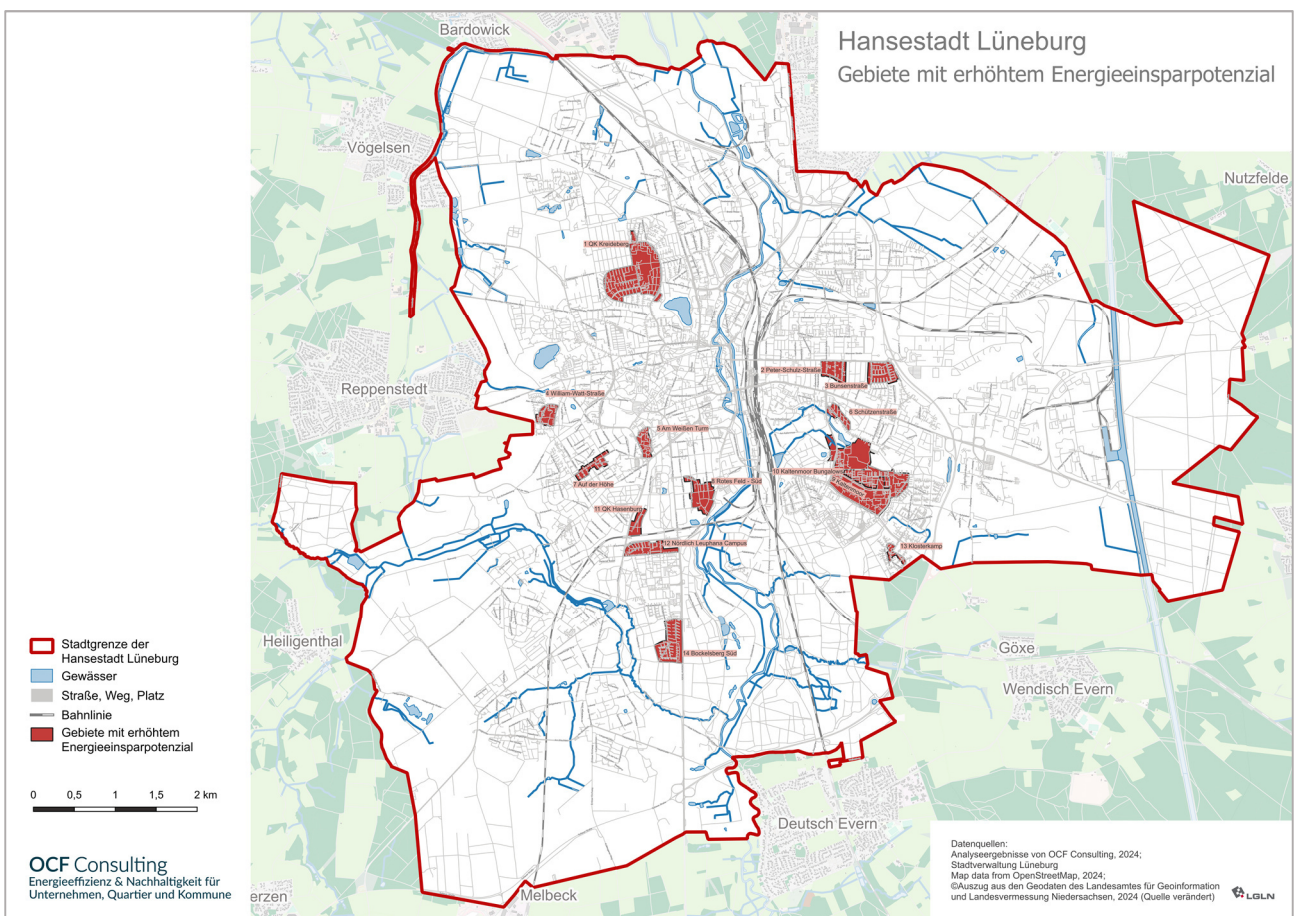 Hansestadt Lüneburg
Gebiete mit erhöhtem Energieeinsparpotenzial
Bardowick
Vögelsen
Nutzfelde
1 QK Kreideberg
Reppenstedt
2 Peter-Schulz-Straße
3 Bunsenstraße
4 William-Watt-Straße
6 Schützenstraße
5 Am Weißen Turm
10 Kaltenmoor Bungalows
9 Kaltenmoor
8 Rotes Feld - Süd
7 Auf der Höhe
11 QK Hasenburg
12 Nördlich Leuphana Campus
13 Klosterkamp
Heiligenthal
14 Bockelsberg Süd
Göxe
Wendisch Evern
Deutsch Evern
Melbeck
erzen
Stadtgrenze der
Hansestadt Lüneburg
Gewässer
Straße, Weg, Platz
Bahnlinie
Gebiete mit erhöhtem
Energieeinsparpotenzial
0 0,5 1 1,5 2 km
OCF Consulting
Energieeffizienz & Nachhaltigkeit für
Unternehmen, Quartier und Kommune
Datenquellen:
Analyseergebnisse von OCF Consulting, 2024;
Stadtverwaltung Lüneburg
Map data from OpenStreetMap, 2024;
©Auszug aus den Geodaten des Landesamtes für Geoinformation
und Landesvermessung Niedersachsen, 2024 (Quelle verändert)
LGLN